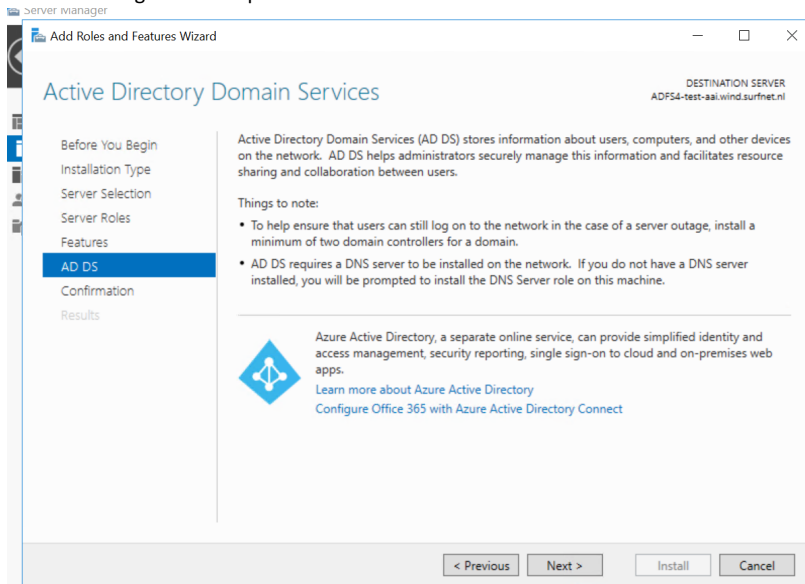 Server Manager
Add Roles and Features Wizard
Active Directory Domain Services
DESTINATION SERVER
ADFS4-test-aai.wind.surfnet.nl
Before You Begin
Installation Type
Server Selection
Server Roles
Features
AD DS
Confirmation
Results
Active Directory Domain Services (AD DS) stores information about users, computers, and other devices
on the network. AD DS helps administrators securely manage this information and facilitates resource
sharing and collaboration between users.
Things to note:
• To help ensure that users can still log on to the network in the case of a server outage, install a
minimum of two domain controllers for a domain.
• AD DS requires a DNS server to be installed on the network. If you do not have a DNS server
installed, you will be prompted to install the DNS Server role on this machine.
Azure Active Directory, a separate online service, can provide simplified identity and
access management, security reporting, single sign-on to cloud and on-premises web
apps.
Learn more about Azure Active Directory
Configure Office 365 with Azure Active Directory Connect
< Previous
Next >
Install
Cancel